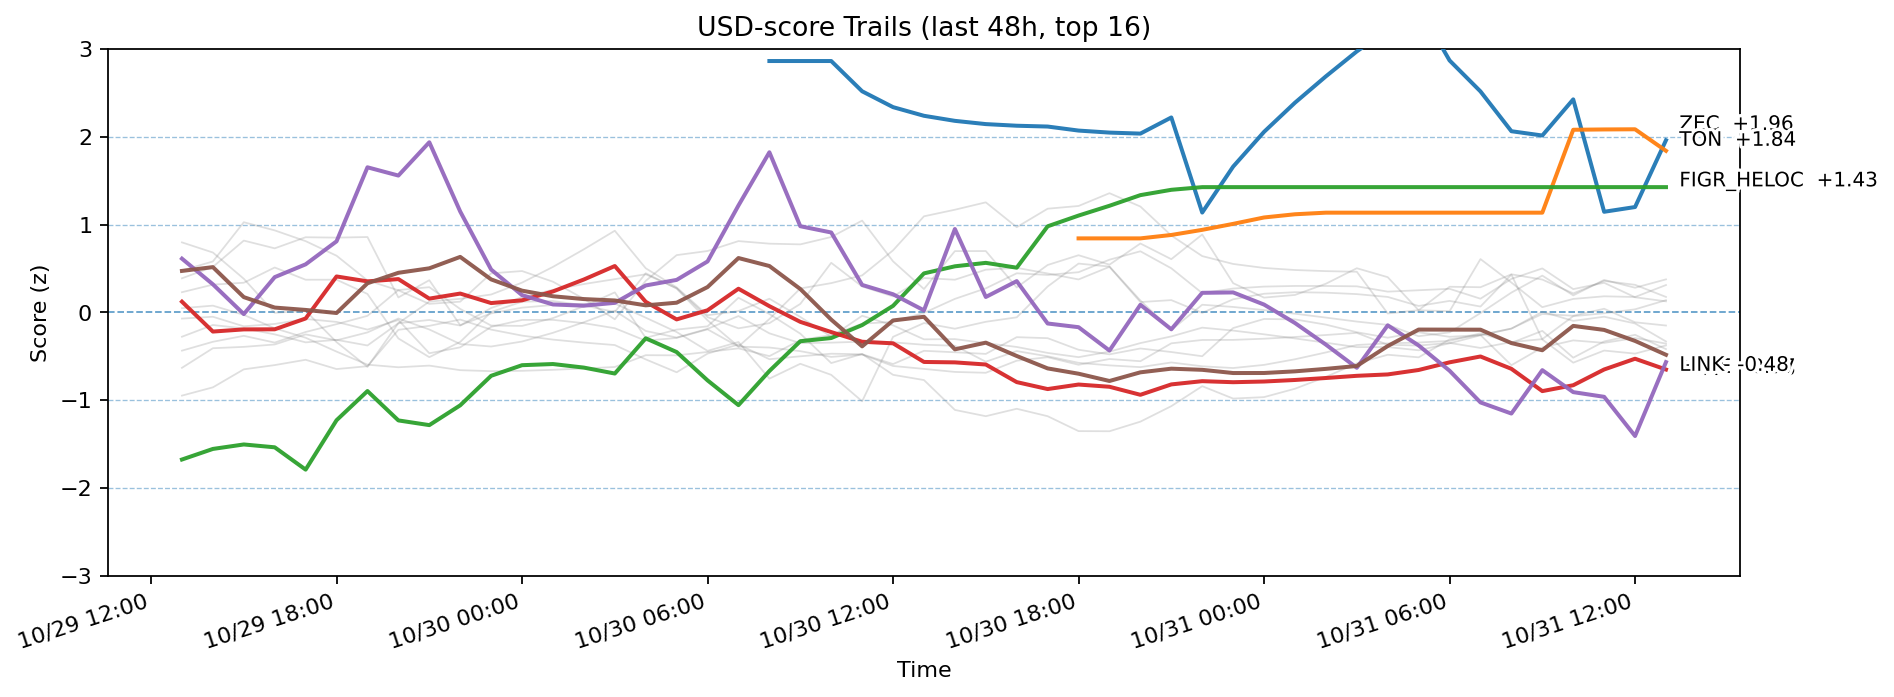 USD-score Trails (last 48h, top 16)
Score (z)
3
2
1
0
−1
−2
−3
ZEC +1.96
TON +1.84
FIGR_HELOC +1.43
LINK -0.48
10/29 12:00
10/29 18:00
10/30 00:00
10/30 06:00
10/30 12:00
10/30 18:00
10/31 00:00
10/31 06:00
10/31 12:00
Time